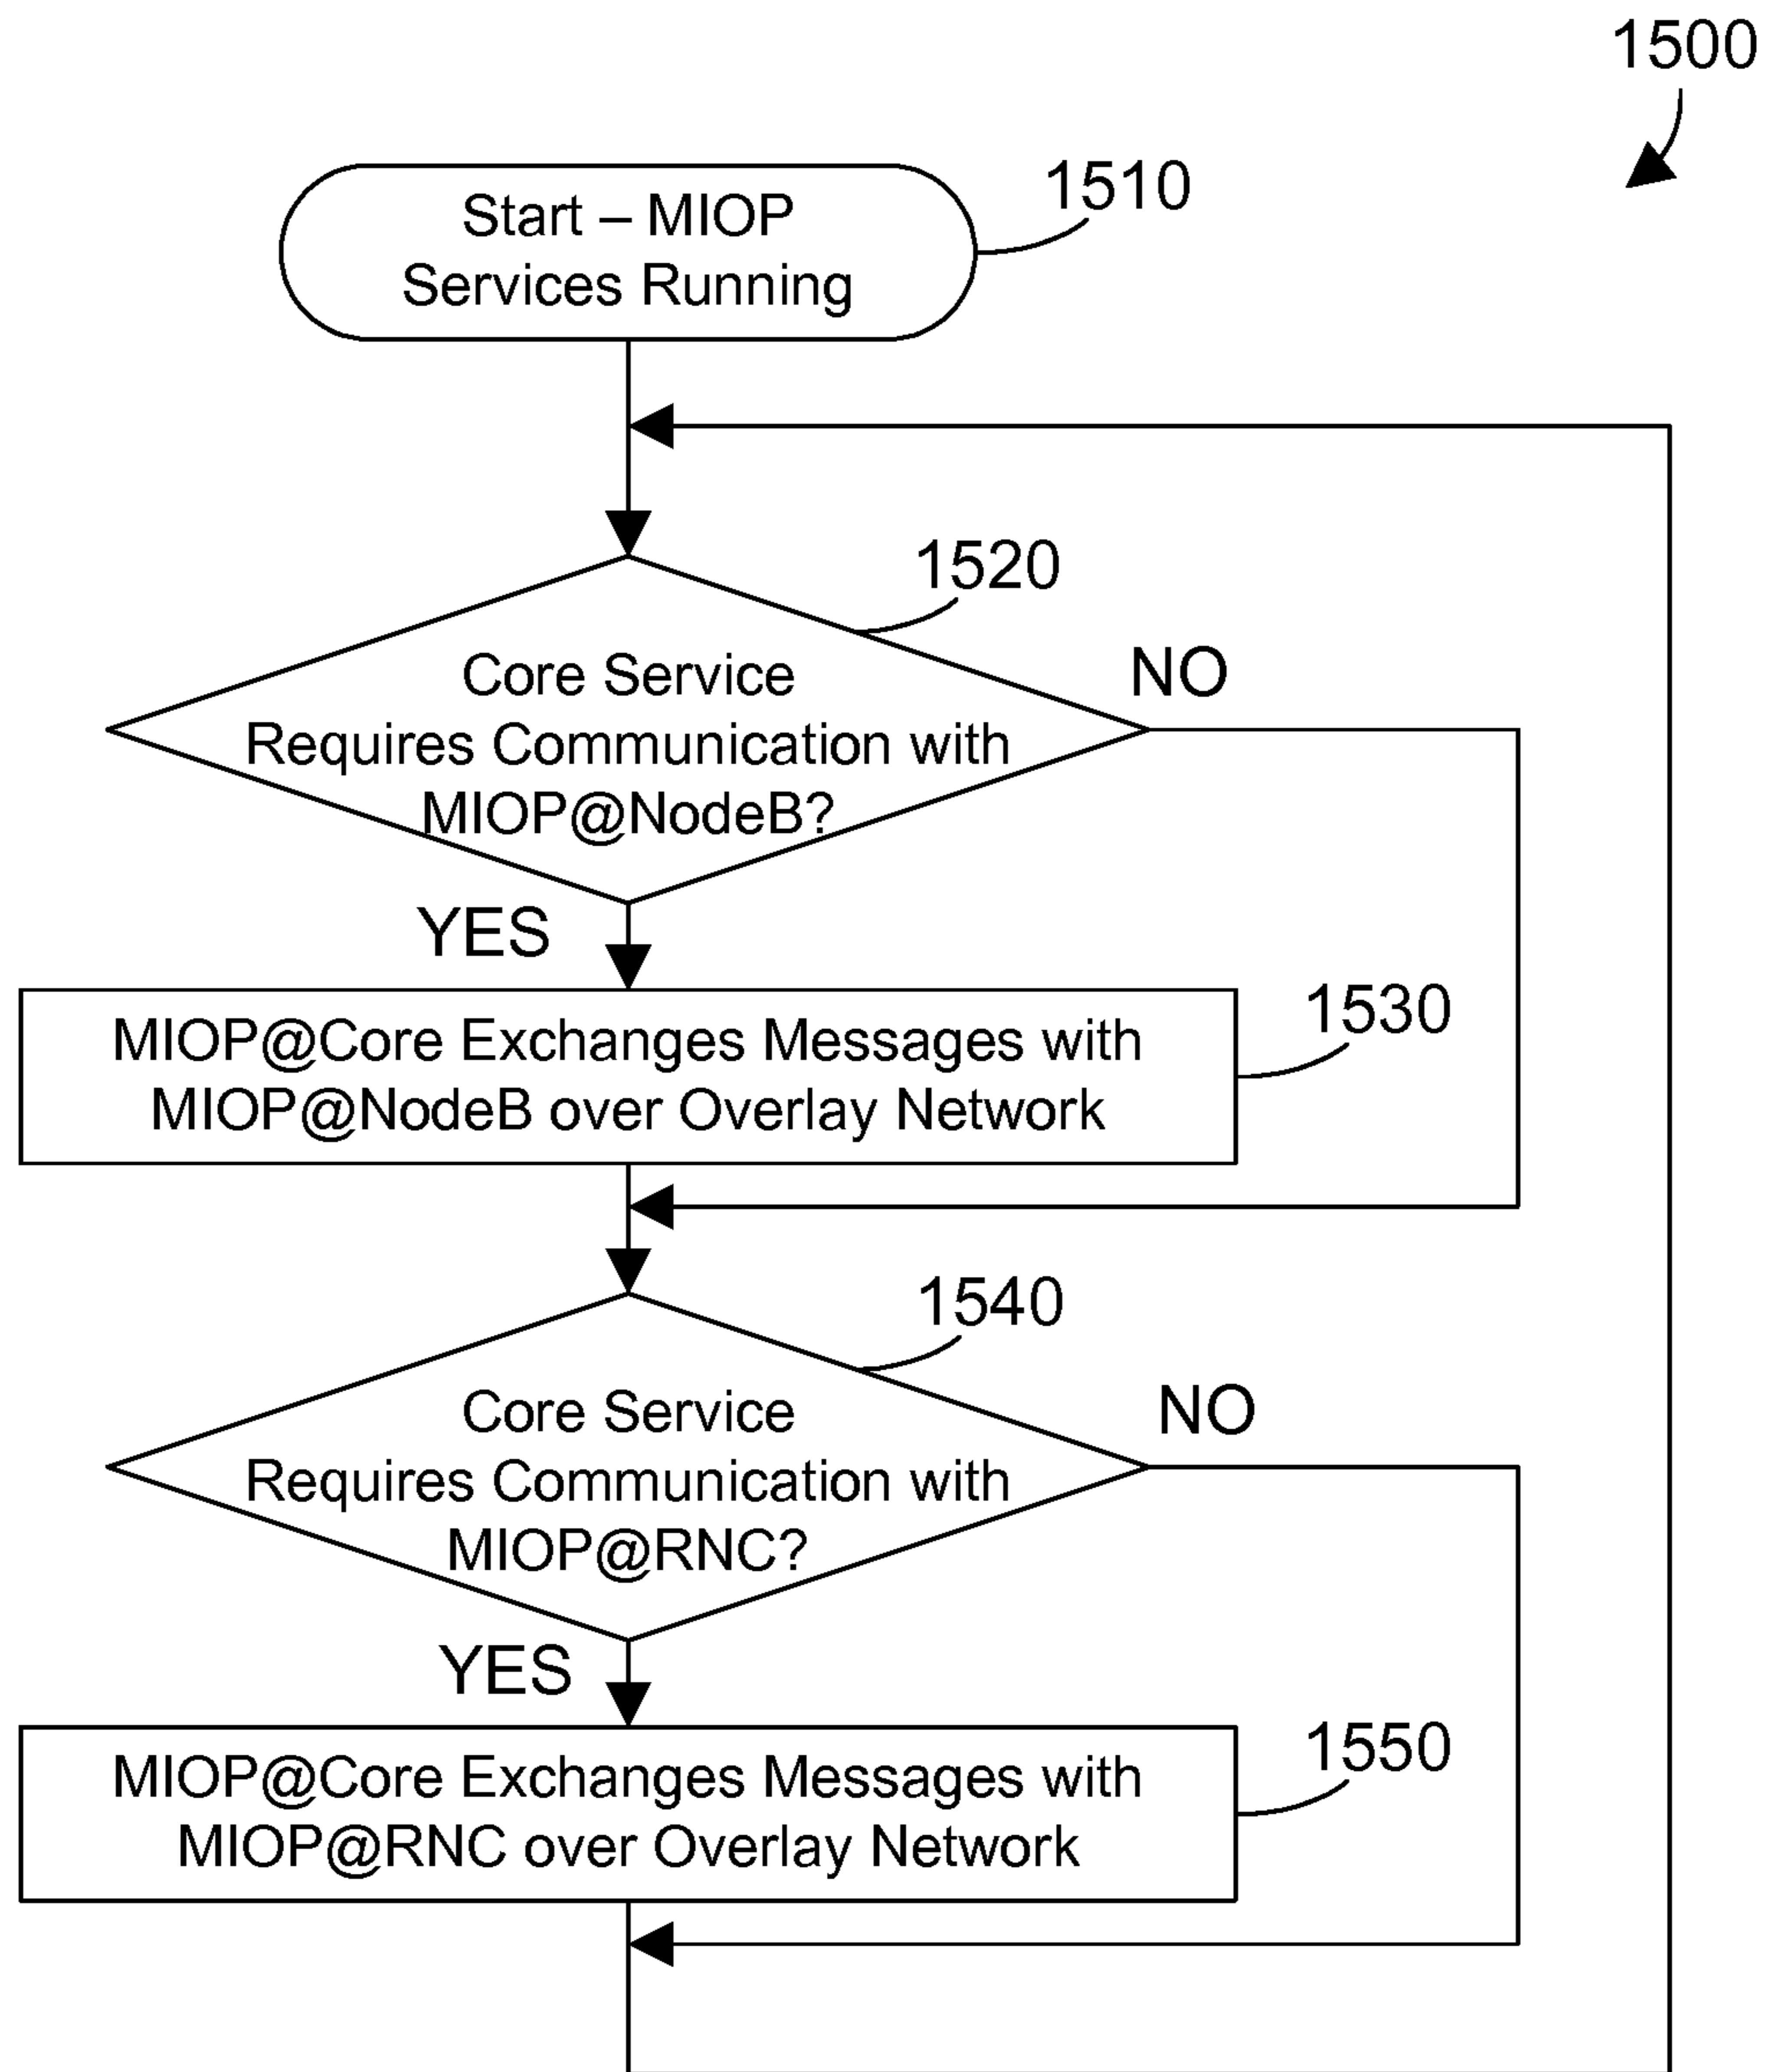 1500
1510
Start – MIOP
Services Running
1520
Core Service
Requires Communication with
MIOP@NodeB?
NO
YES
1530
MIOP@Core Exchanges Messages with
MIOP@NodeB over Overlay Network
1540
Core Service
Requires Communication with
MIOP@RNC?
NO
YES
1550
MIOP@Core Exchanges Messages with
MIOP@RNC over Overlay Network